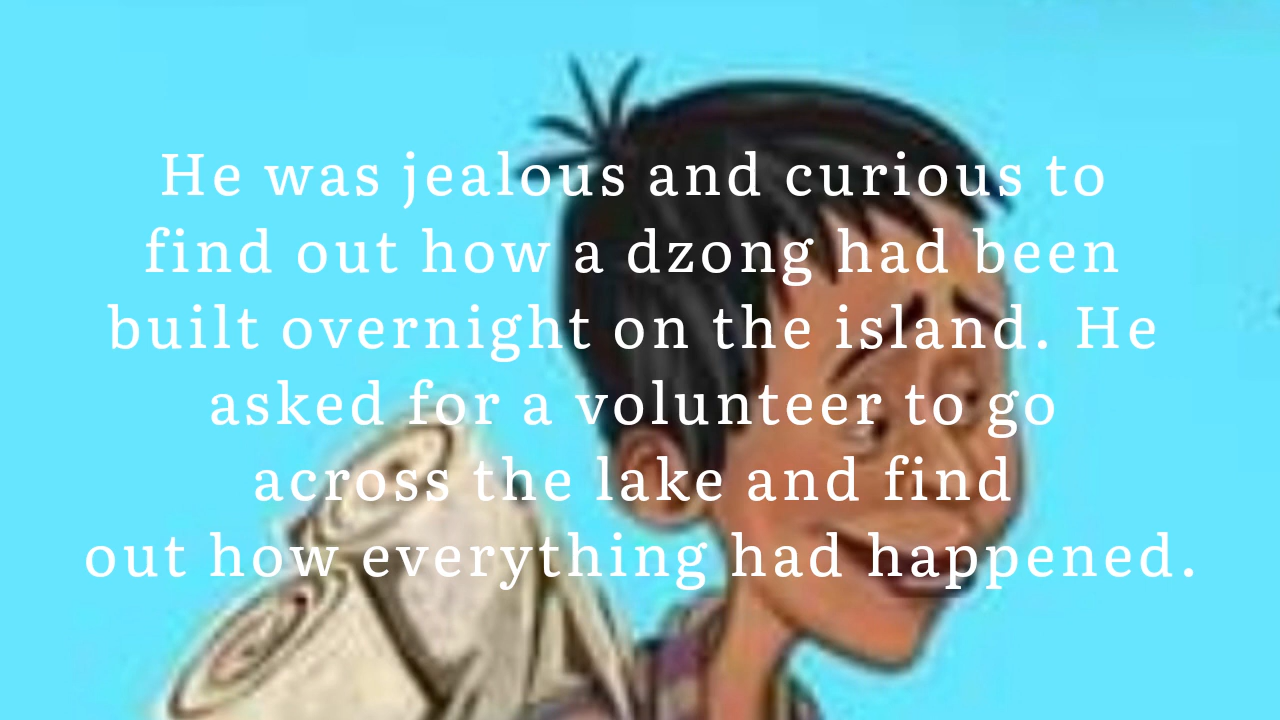 He was jealous and curious to
find out how a dzong had been
built overnight on the island. He
asked for a volunteer to go
across the lake and find
out how everything had happened.